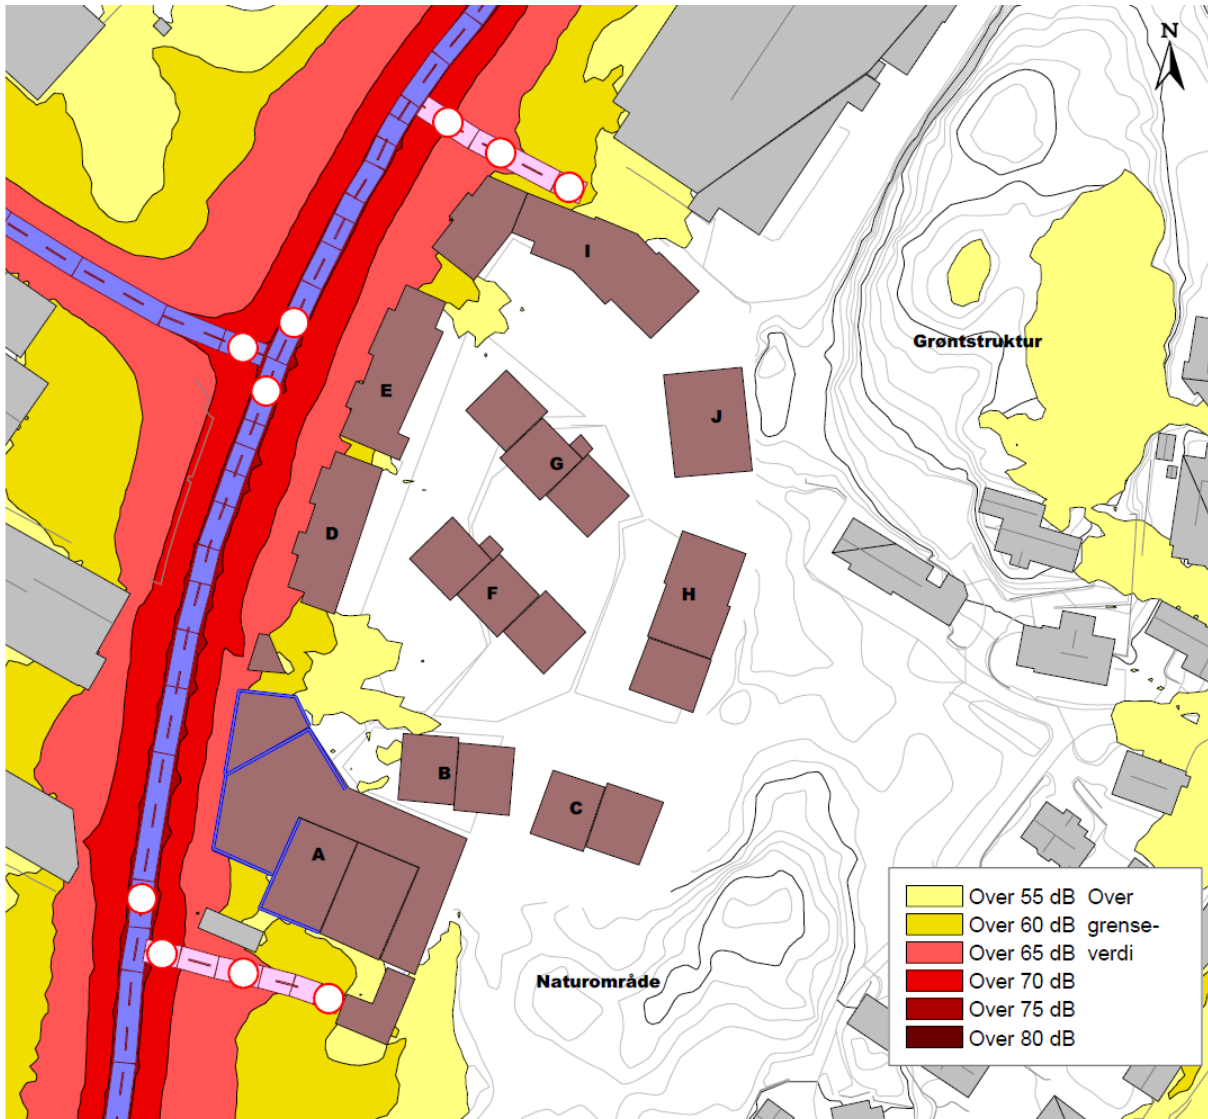 N
I
Grøntstruktur
E
J
G
D
F
H
B
C
A
Naturområde
Over 55 dB Over
Over 60 dB grense-
Over 65 dB verdi
Over 70 dB
Over 75 dB
Over 80 dB